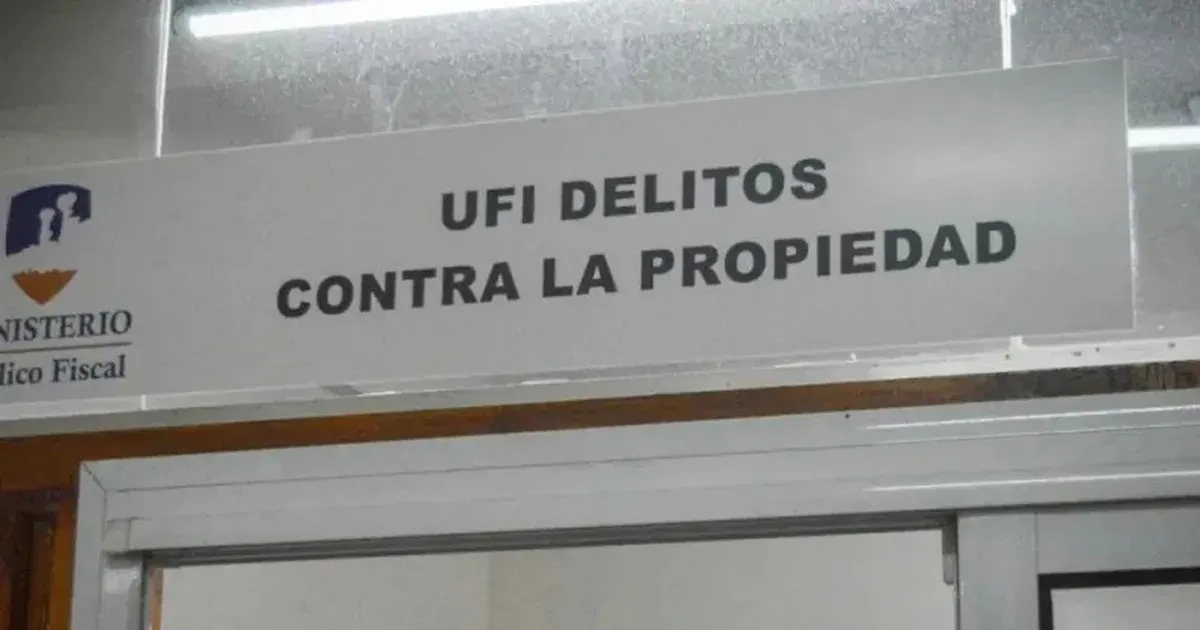 UFI DELITOS
CONTRA LA PROPIEDAD
NISTERIO
lico Fiscal